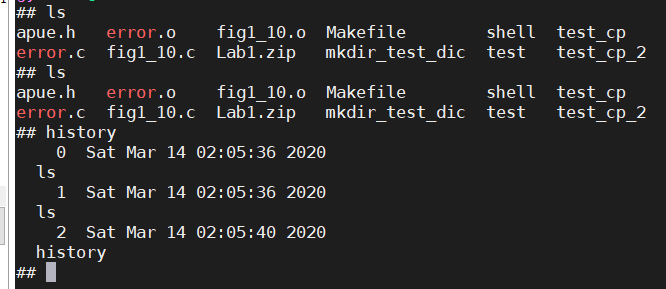 ## ls
apue.h   error.o    fig1_10.o  Makefile        shell  test_cp
error.c  fig1_10.c  Lab1.zip   mkdir_test_dic  test   test_cp_2
## ls
apue.h   error.o    fig1_10.o  Makefile        shell  test_cp
error.c  fig1_10.c  Lab1.zip   mkdir_test_dic  test   test_cp_2
## history
    0  Sat Mar 14 02:05:36 2020
  ls
    1  Sat Mar 14 02:05:36 2020
  ls
    2  Sat Mar 14 02:05:40 2020
  history
##